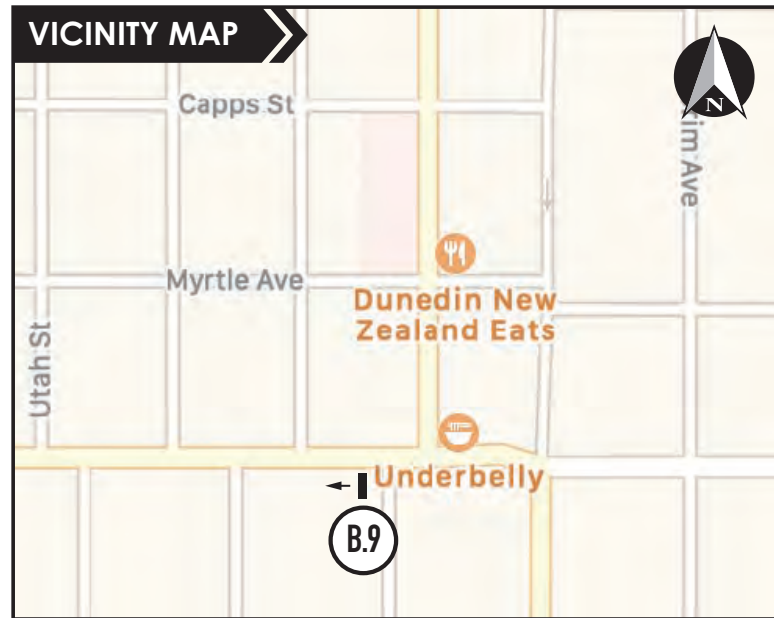 VICINITY MAP
N
Capps St
Myrtle Ave
Dunedin New
Zealand Eats
Utah St
Underbelly
B.9